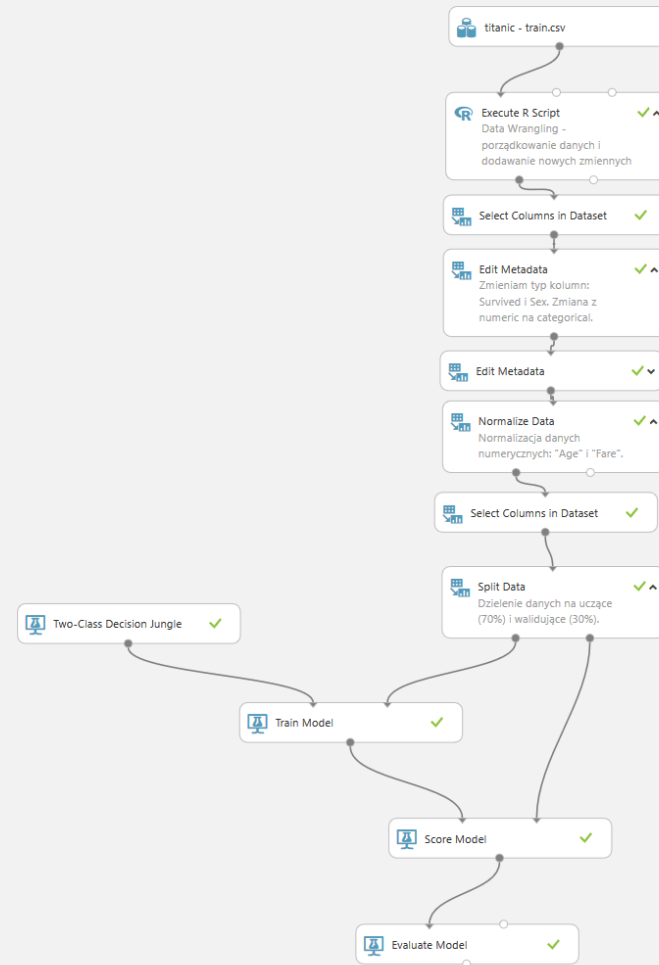 titanic - train.csv
Execute R Script
Data Wrangling -
porządkowanie danych i
dodawanie nowych zmiennych
Select Columns in Dataset
Edit Metadata
Zmieniam typ kolumn:
Survived i Sex. Zmiana z
numeric na categorical.
Edit Metadata
Normalize Data
Normalizacja danych
numerycznych: "Age" i "Fare".
Select Columns in Dataset
Split Data
Dzielenie danych na uczące
(70%) i walidujące (30%).
Two-Class Decision Jungle
Train Model
Score Model
Evaluate Model